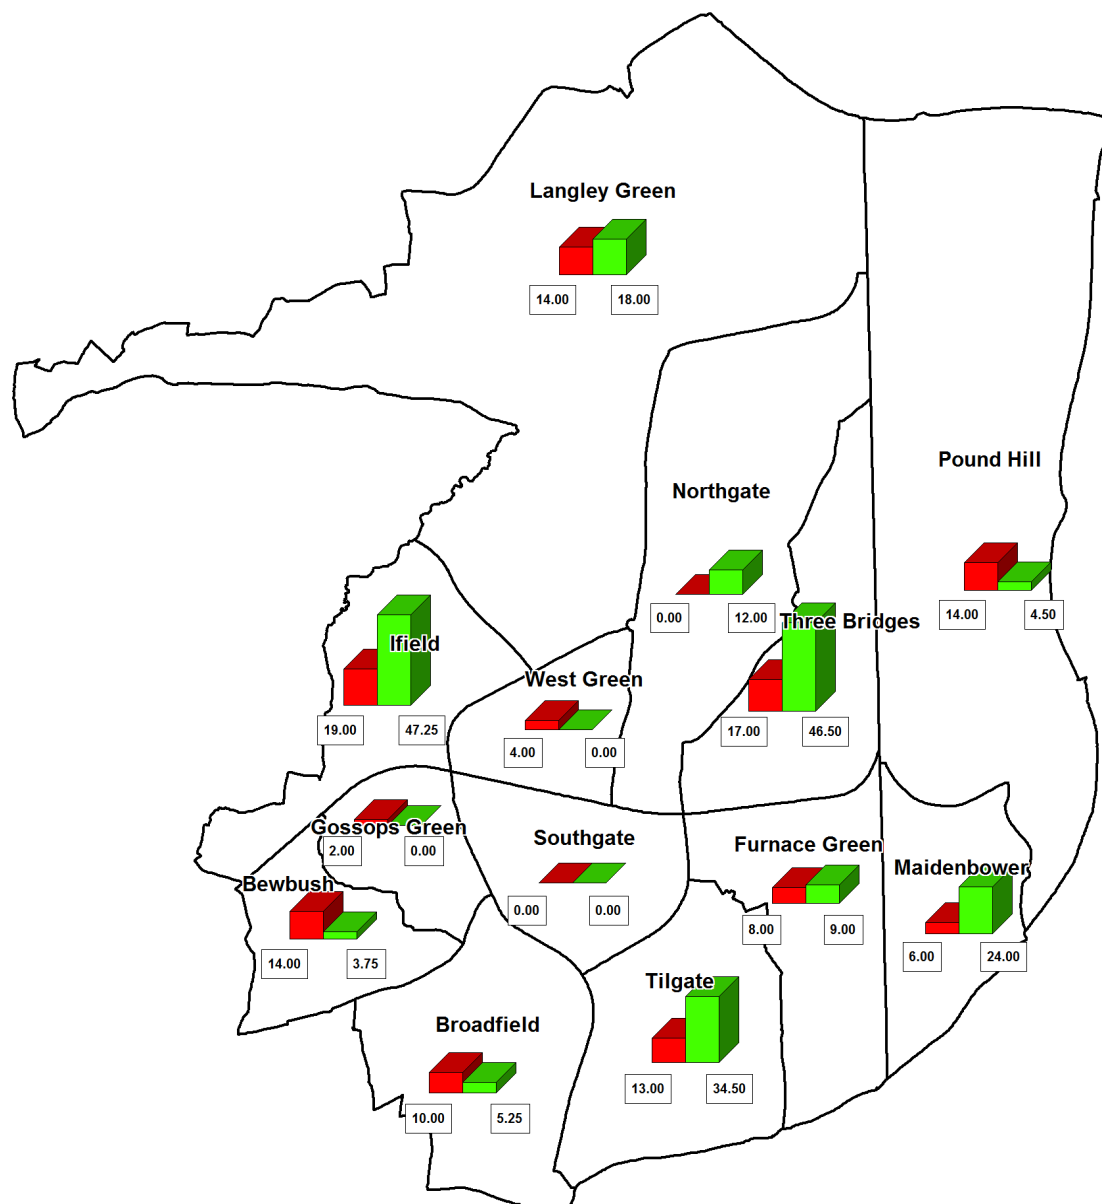 Langley Green
14.00 18.00
Pound Hill
14.00 4.50
Northgate
0.00 12.00
Three Bridges
17.00 46.50
Ifield
19.00 47.25
West Green
4.00 0.00
Gossops Green
2.00 0.00
Southgate
0.00 0.00
Furnace Green
8.00 9.00
Maidenbower
6.00 24.00
Bewbush
14.00 3.75
Tilgate
13.00 34.50
Broadfield
10.00 5.25